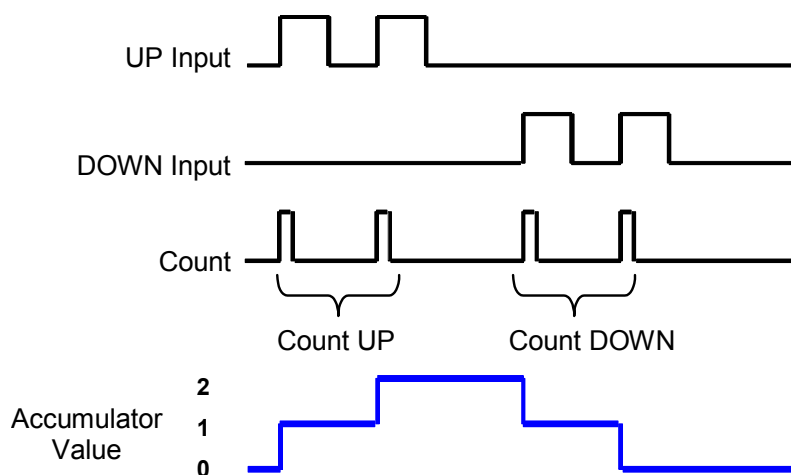 UP Input
DOWN Input
Count
Count UP
Count DOWN
2
Accumulator
1
Value
0